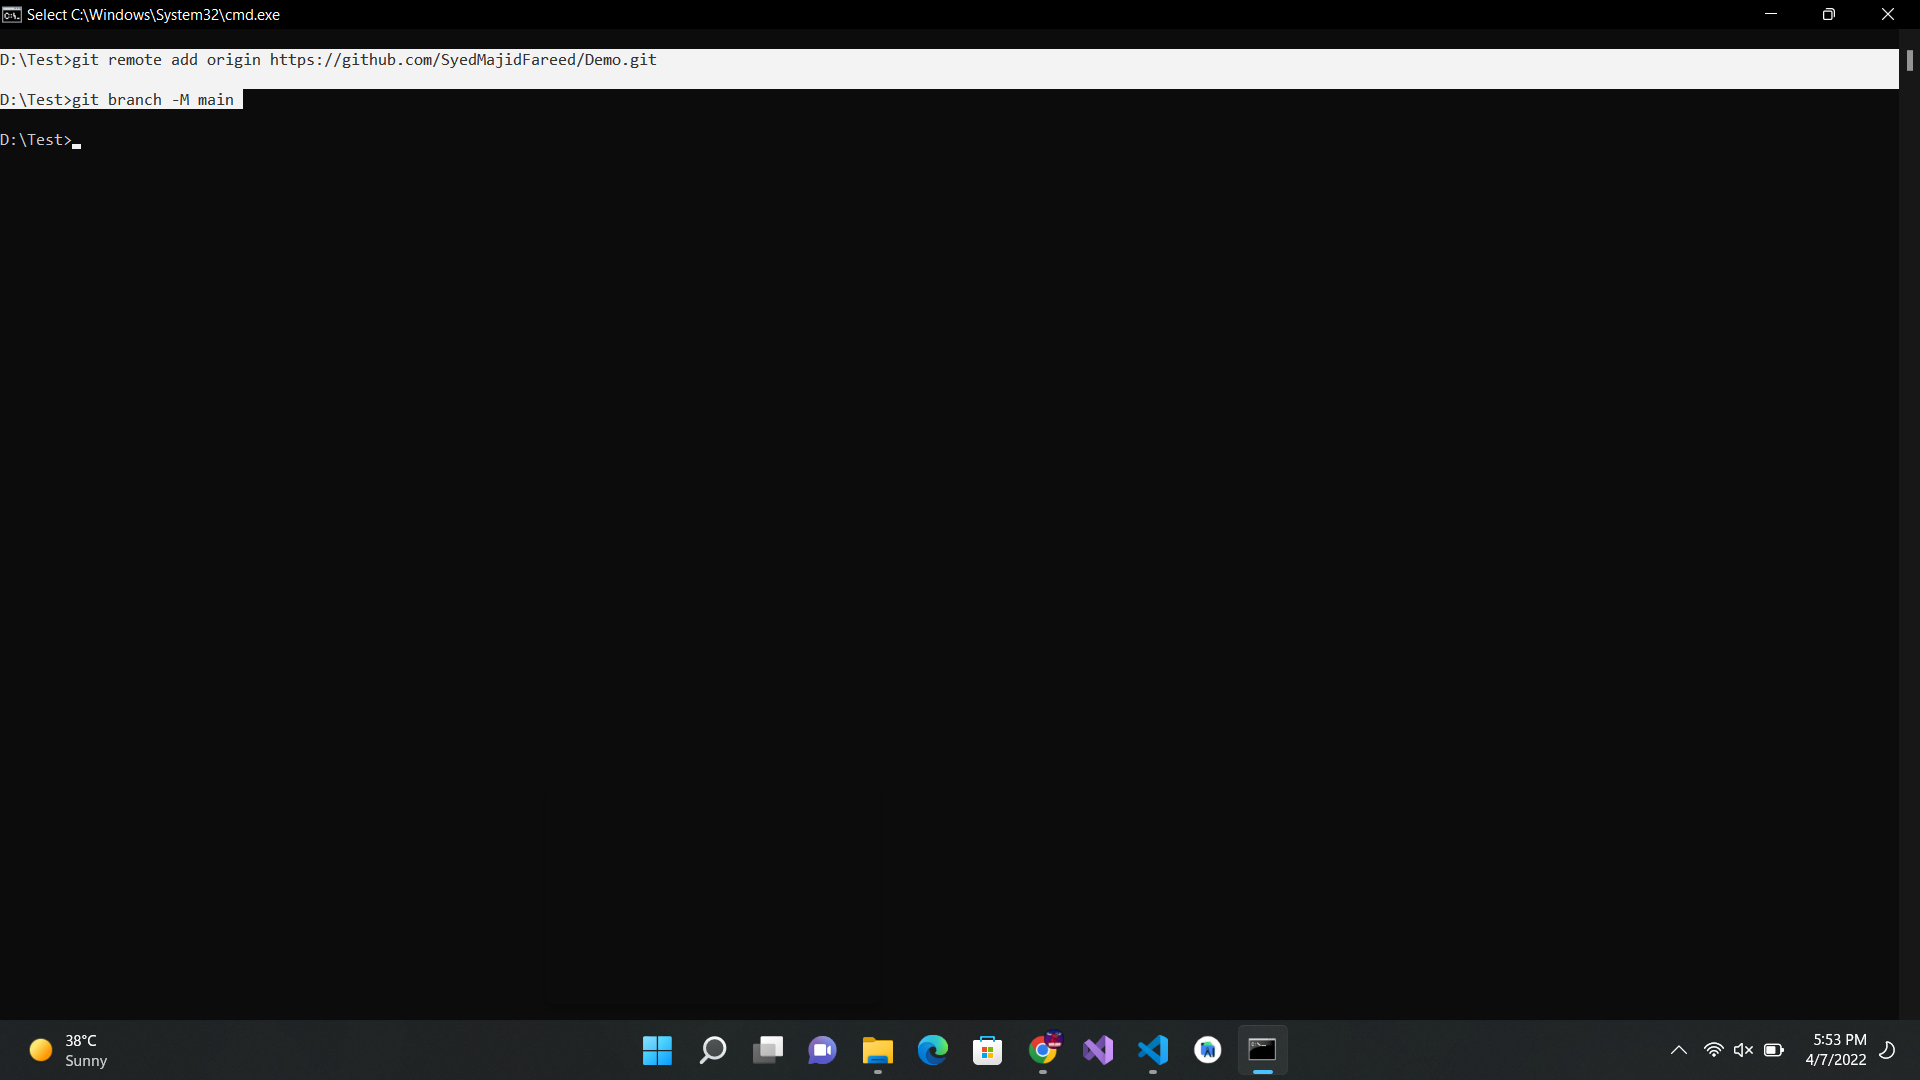 Select C:\Windows\System32\cmd.exe
D:\Test>git remote add origin https://github.com/SyedMajidFareed/Demo.git
D:\Test>git branch -M main
D:\Test>
38°C
Sunny
5:53 PM
4/7/2022